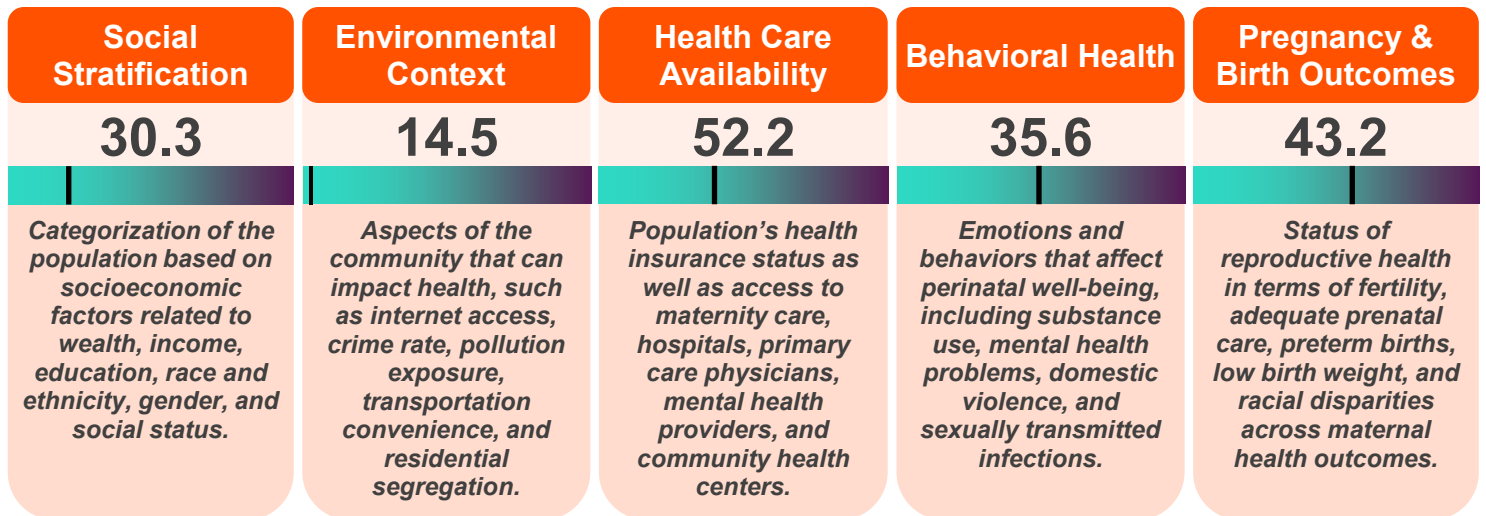 Social
Stratification
30.3
Categorization of the
population based on
socioeconomic
factors related to
wealth, income,
education, race and
ethnicity, gender, and
social status.
Environmental
Context
14.5
Aspects of the
community that can
impact health, such
as internet access,
crime rate, pollution
exposure,
transportation
convenience, and
residential
segregation.
Health Care
Availability
52.2
Population’s health
insurance status as
well as access to
maternity care,
hospitals, primary
care physicians,
mental health
providers, and
community health
centers.
Behavioral Health
35.6
Emotions and
behaviors that affect
perinatal well-being,
including substance
use, mental health
problems, domestic
violence, and
sexually transmitted
infections.
Pregnancy &
Birth Outcomes
43.2
Status of
reproductive health
in terms of fertility,
adequate prenatal
care, preterm births,
low birth weight, and
racial disparities
across maternal
health outcomes.